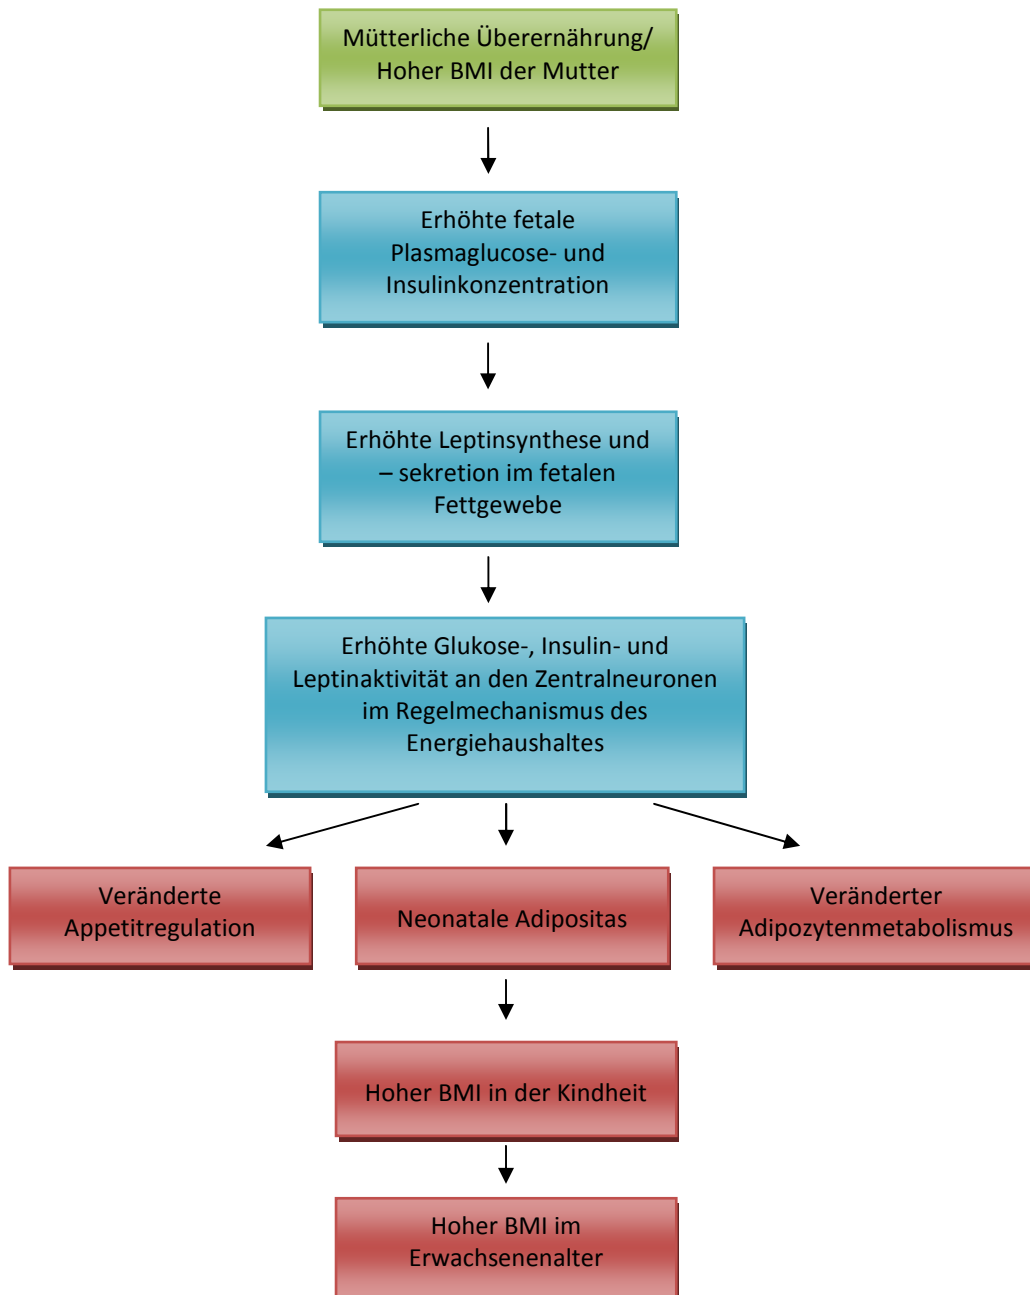 Mütterliche Überernährung/
Hoher BMI der Mutter
Erhöhte fetale
Plasmaglucose- und
Insulinkonzentration
Erhöhte Leptinsynthese und
– sekretion im fetalen
Fettgewebe
Erhöhte Glukose-, Insulin- und
Leptinaktivität an den Zentralneuronen
im Regelmechanismus des
Energiehaushaltes
Veränderte
Appetitregulation
Neonatale Adipositas
Veränderter
Adipozytenmetabolismus
Hoher BMI in der Kindheit
Hoher BMI im
Erwachsenenalter